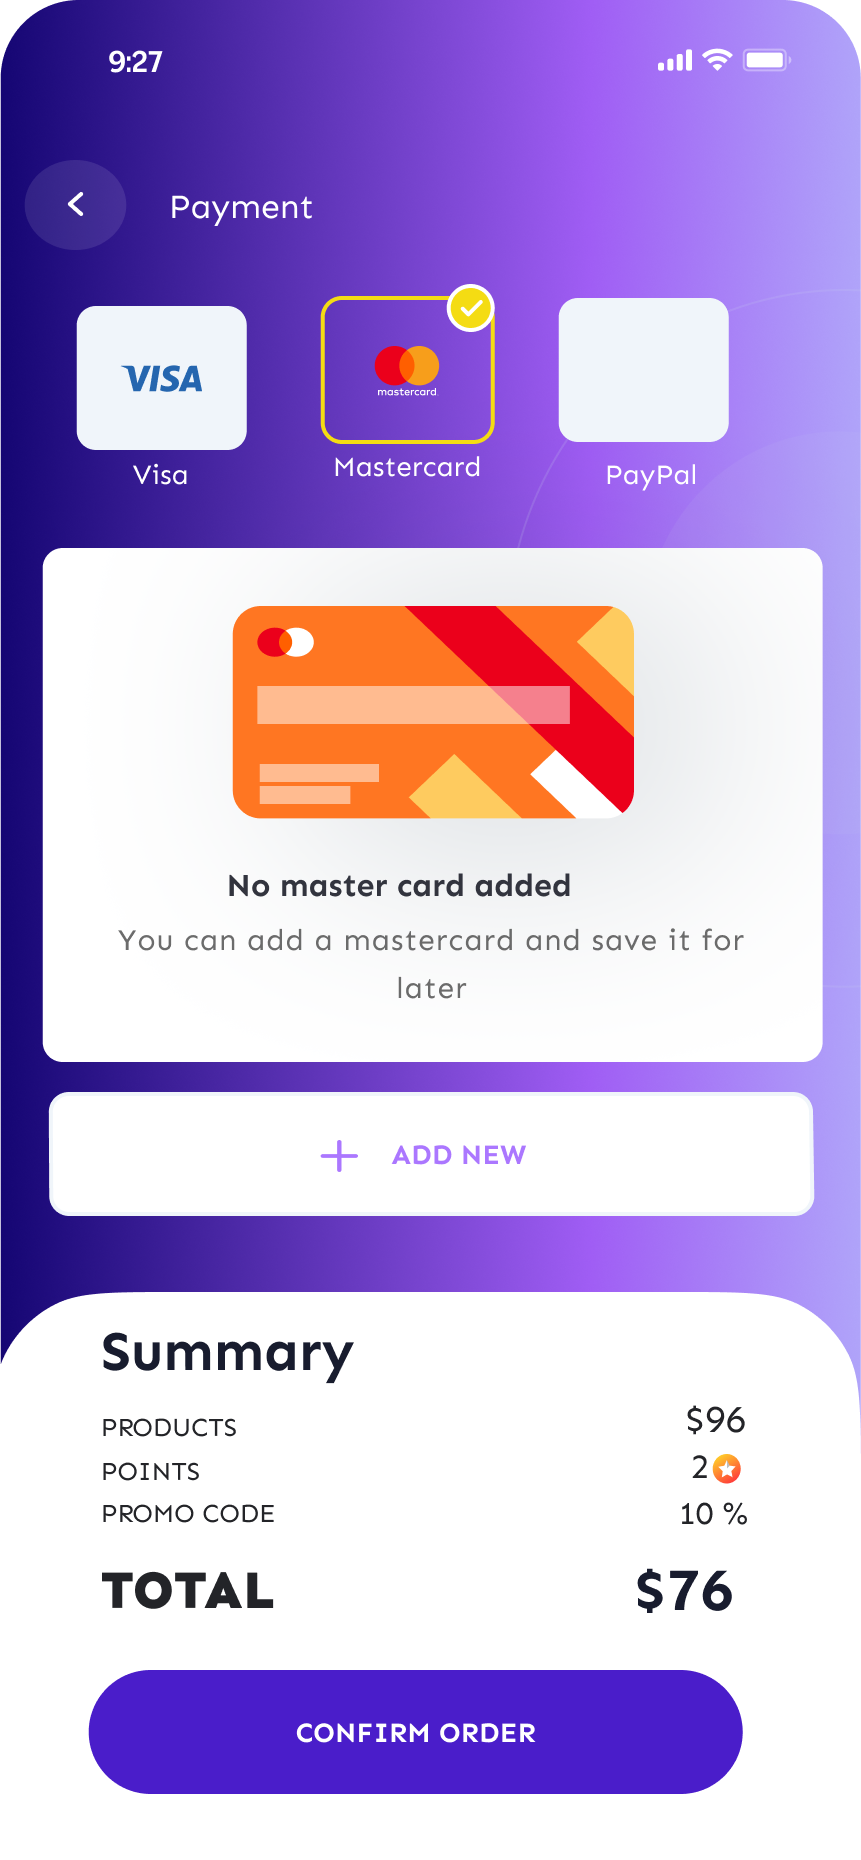 9:27
Payment
VISA
mastercard
Visa
Mastercard
PayPal
No master card added
You can add a mastercard and save it for
later
ADD NEW
Summary
PRODUCTS $96
POINTS 2
PROMO CODE 10 %
TOTAL $76
CONFIRM ORDER